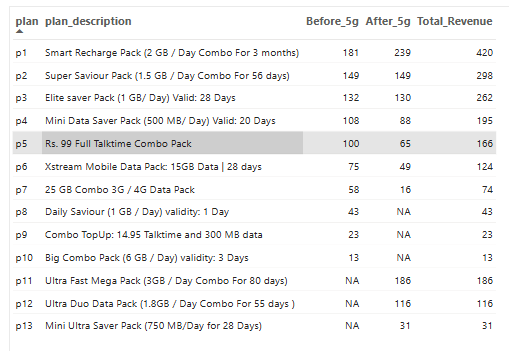 plan plan_description Before_5g After_5g Total_Revenue
p1 Smart Recharge Pack (2 GB / Day Combo For 3 months) 181 239 420
p2 Super Saviour Pack (1.5 GB / Day Combo For 56 days) 149 149 298
p3 Elite saver Pack (1 GB/ Day) Valid: 28 Days 132 130 262
p4 Mini Data Saver Pack (500 MB/ Day) Valid: 20 Days 108 88 195
p5 Rs. 99 Full Talktime Combo Pack 100 65 166
p6 Xstream Mobile Data Pack: 15GB Data | 28 days 75 49 124
p7 25 GB Combo 3G / 4G Data Pack 58 16 74
p8 Daily Saviour (1 GB / Day) validity: 1 Day 43 NA 43
p9 Combo TopUp: 14.95 Talktime and 300 MB data 23 NA 23
p10 Big Combo Pack (6 GB / Day) validity: 3 Days 13 NA 13
p11 Ultra Fast Mega Pack (3GB / Day Combo For 80 days) NA 186 186
p12 Ultra Duo Data Pack (1.8GB / Day Combo For 55 days ) NA 116 116
p13 Mini Ultra Saver Pack (750 MB/Day for 28 Days) NA 31 31